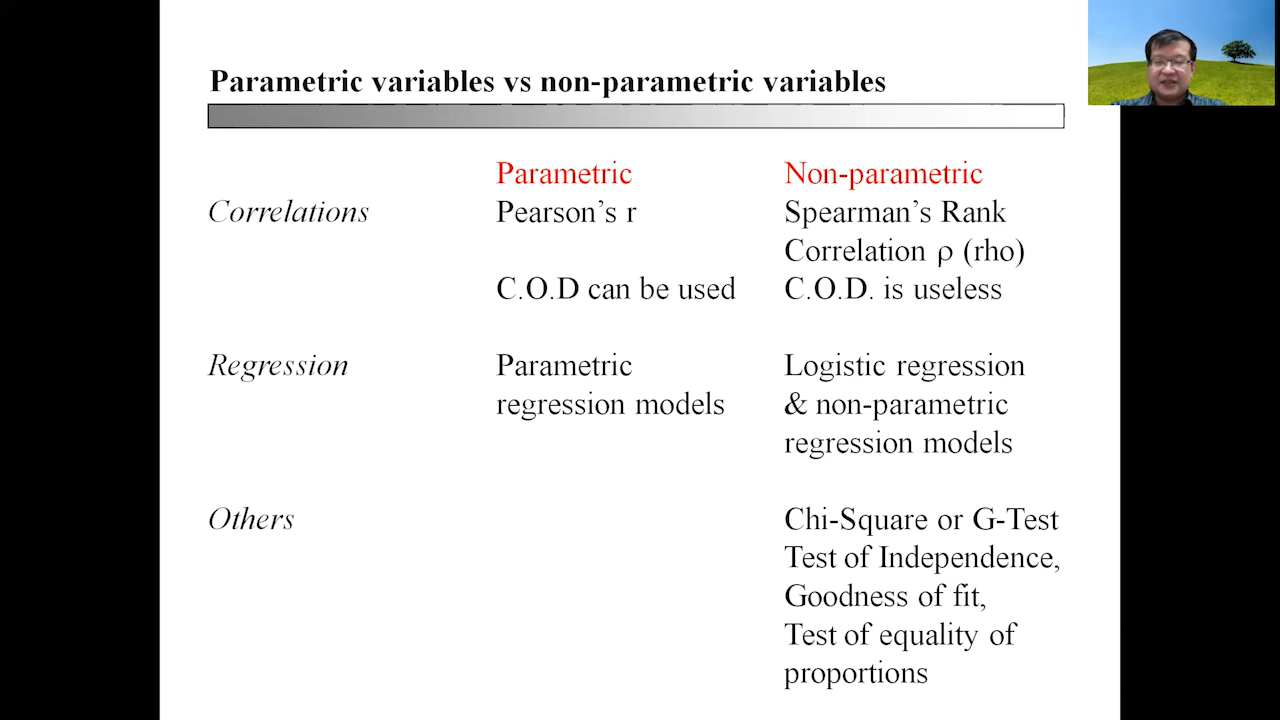 Parametric variables vs non-parametric variables
Parametric Non-parametric
Correlations Pearson’s r Spearman’s Rank
Correlation ρ (rho)
C.O.D can be used C.O.D. is useless
Regression Parametric Logistic regression
regression models & non-parametric
regression models
Others Chi-Square or G-Test
Test of Independence,
Goodness of fit,
Test of equality of
proportions